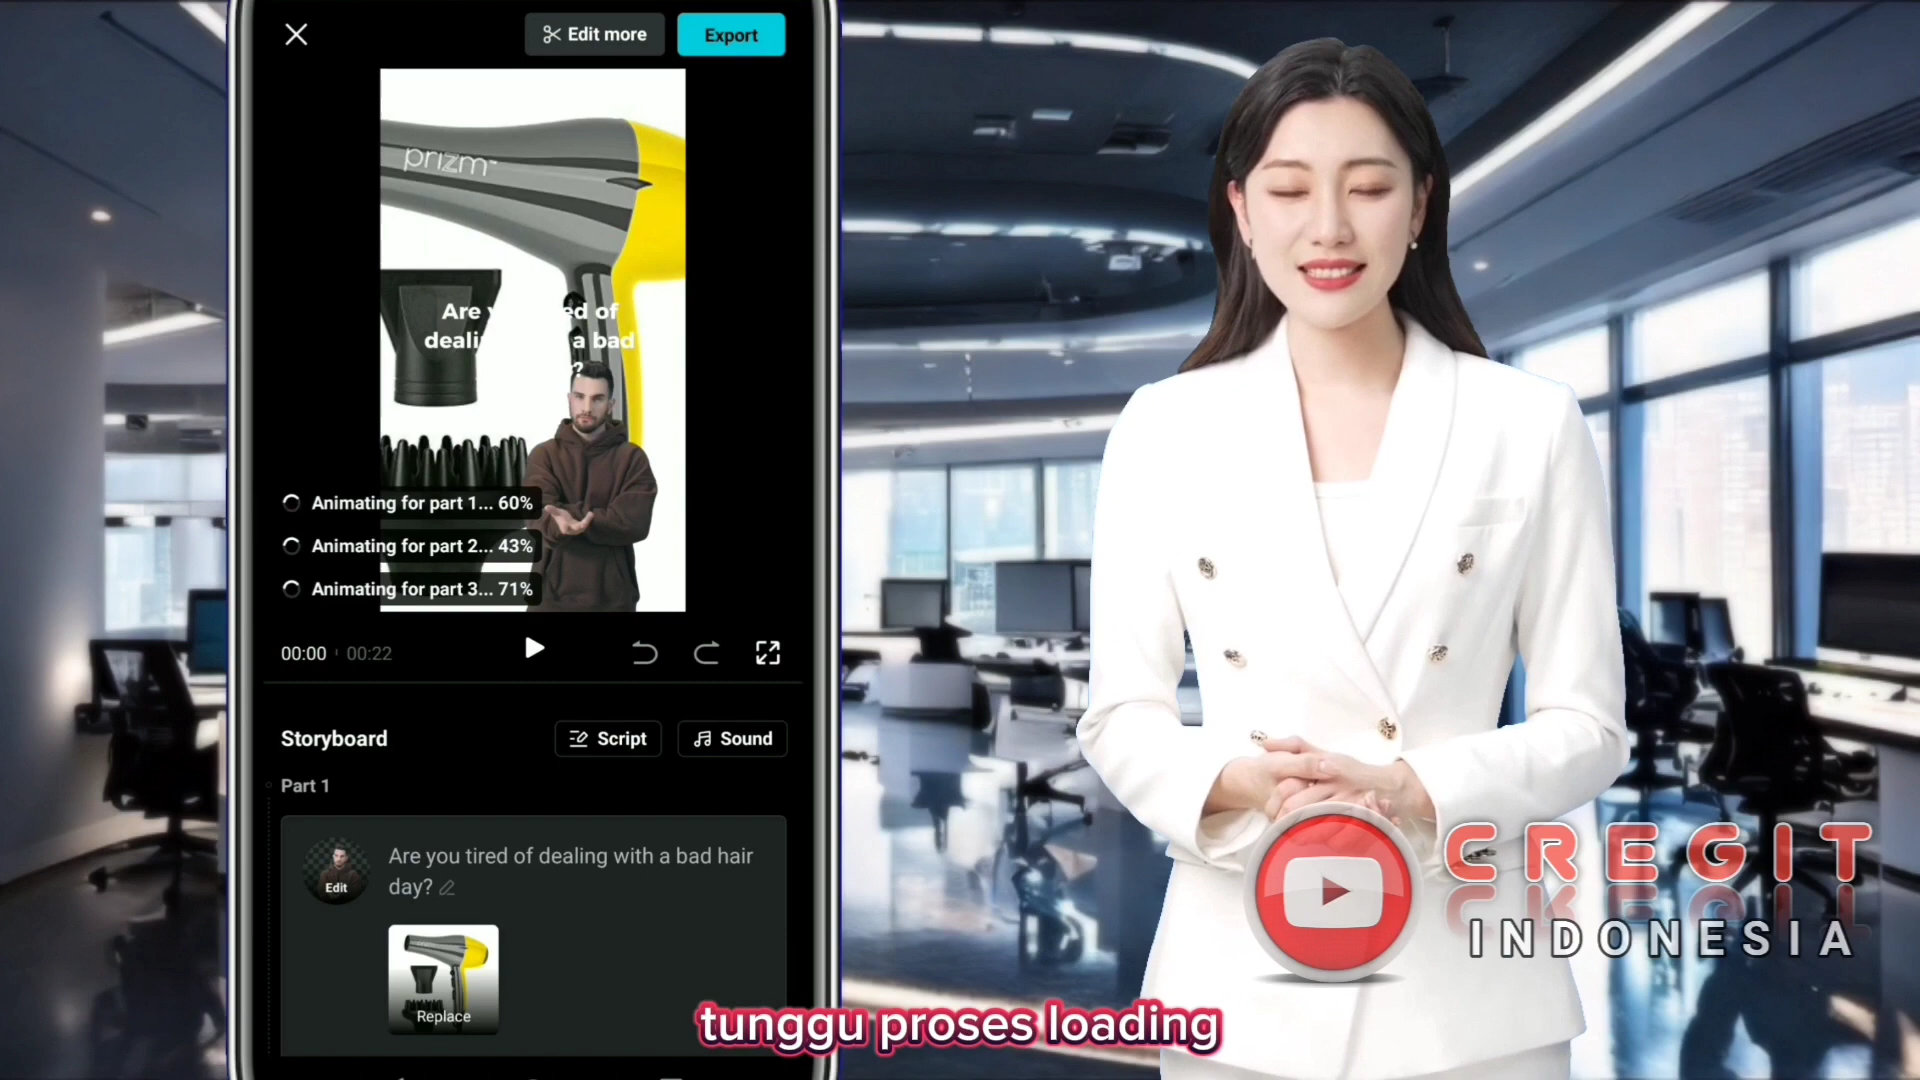 Edit more
Export
prizm
Are y ed of
deali a bad
?
Animating for part 1... 60%
Animating for part 2... 43%
Animating for part 3... 71%
00:00 00:22
Storyboard
Script
Sound
Part 1
Are you tired of dealing with a bad hair
day?
Edit
Replace
CREGIT
INDONESIA
tunggu proses loading